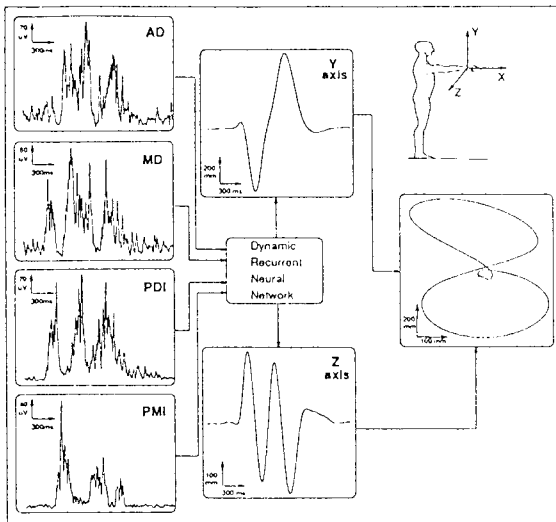 AD
70
uV
300ms
MD
60
uV
300ms
PDI
70
uV
300ms
PMI
40
uV
300ms
Y
axis
200
mm
300 ms
Dynamic
Recurrent
Neural
Network
Z
axis
100
mm
300 ms
Y
X
Z
200
mm
100 mm